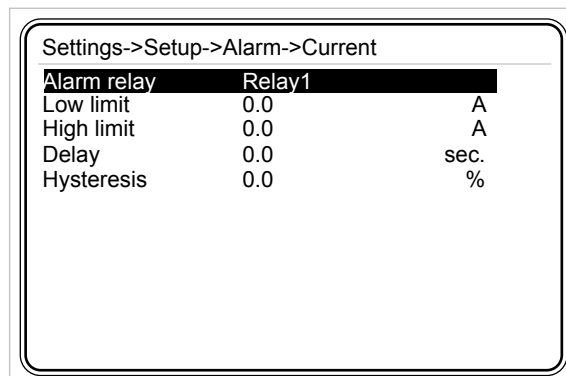 Settings->Setup->Alarm->Current
Alarm relay Relay1
Low limit 0.0 A
High limit 0.0 A
Delay 0.0 sec.
Hysteresis 0.0 %